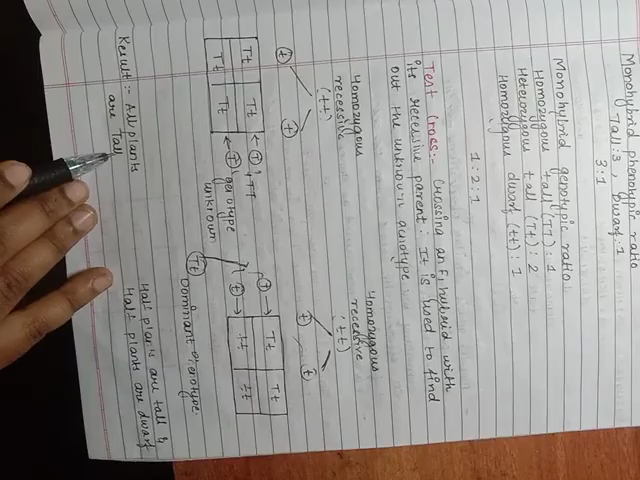 Monohybrid phenotypic ratio
Tall:3, Dwarf:1
3:1
Monohybrid genotypic ratio:
Homozygous tall (TT):1
Heterozygous tall (Tt):2
Homozygous dwarf (tt):1
1:2:1
Test Cross:- Crossing an F1 hybrid with
its recessive parent. It is used to find
out the unknown genotype
Homozygous
recessive
(tt)
t t
Tt Tt ← T TT
Tt Tt ← T genotype
unknown
Result:- All plants
are Tall
Homozygous
recessive
(tt)
t t
T → Tt Tt
t → tt tt
Tt
Dominant
Half plants are tall &
Half plants are dwarf